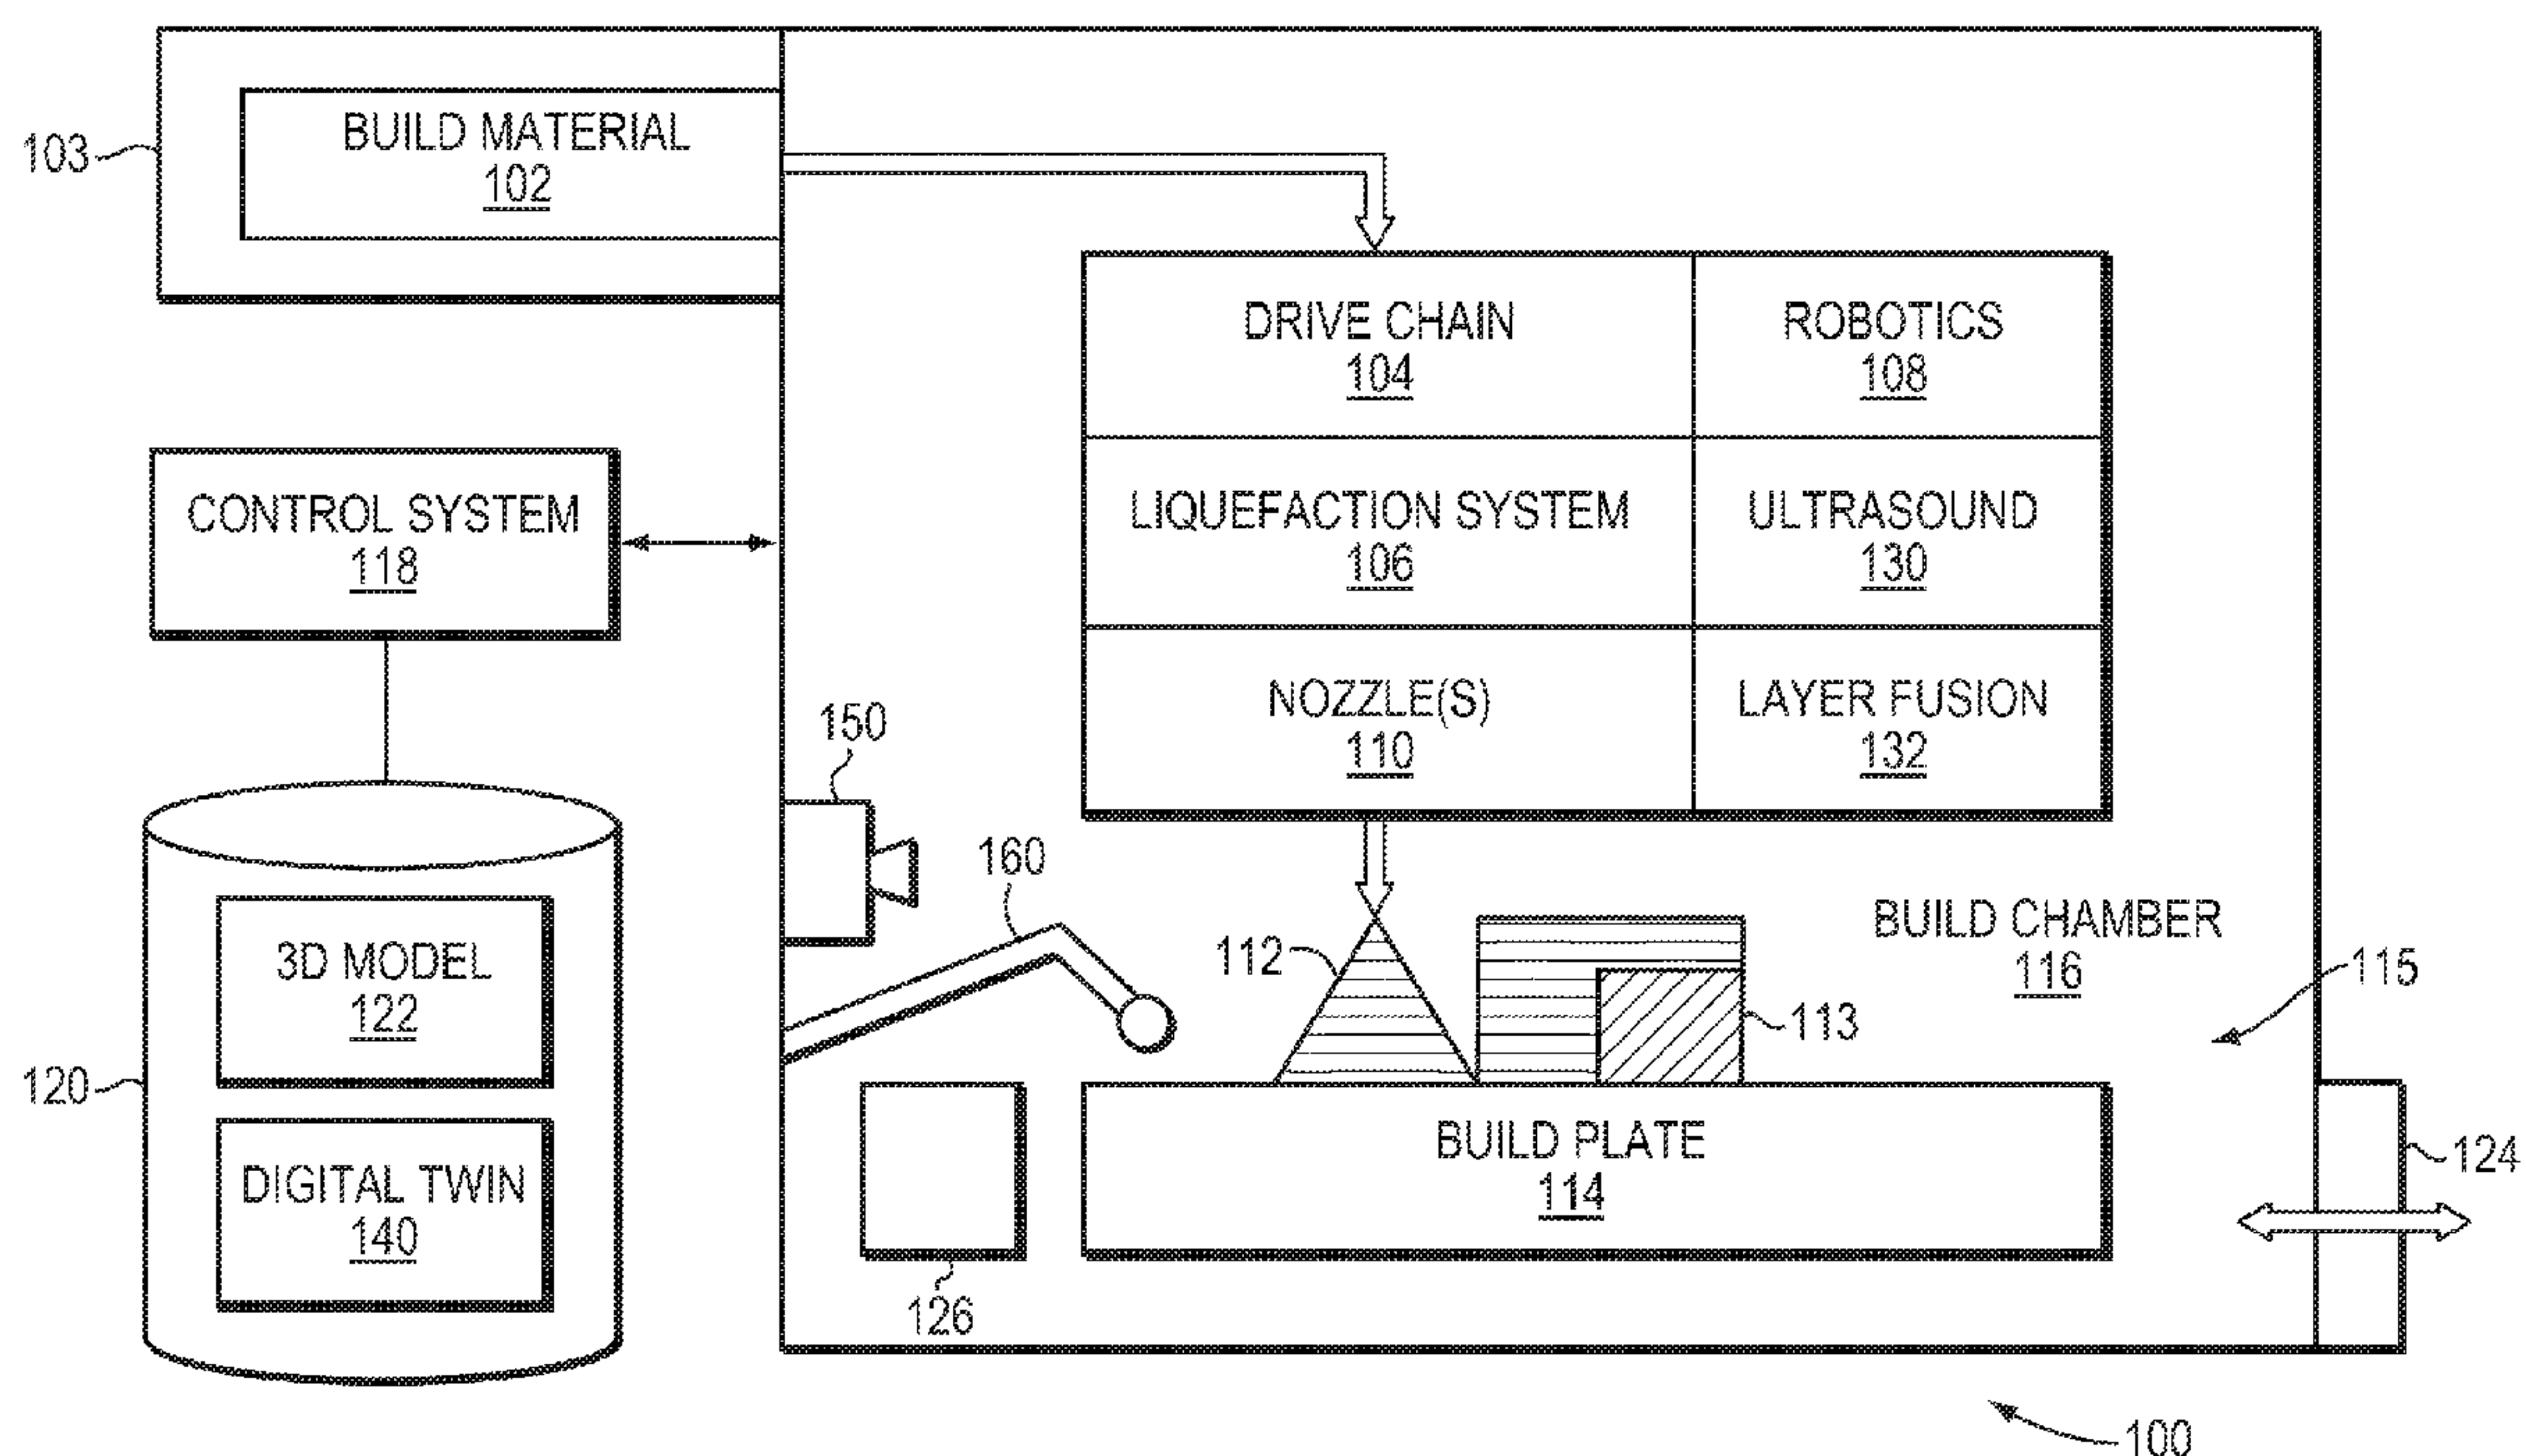 103
BUILD MATERIAL
102
DRIVE CHAIN
104
ROBOTICS
108
CONTROL SYSTEM
118
LIQUEFACTION SYSTEM
106
ULTRASOUND
130
NOZZLE(S)
110
LAYER FUSION
132
150
160
112
113
BUILD CHAMBER
116
115
120
3D MODEL
122
DIGITAL TWIN
140
126
BUILD PLATE
114
124
100